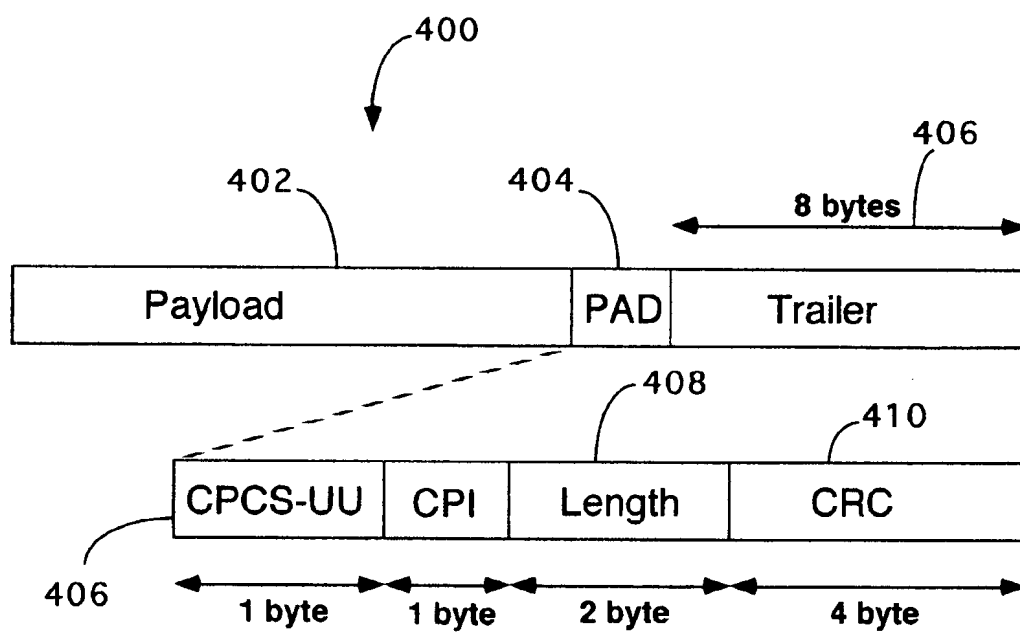 400
406
402
404
8 bytes
Payload
PAD
Trailer
408
410
CPCS-UU
CPI
Length
CRC
406
1 byte
1 byte
2 byte
4 byte